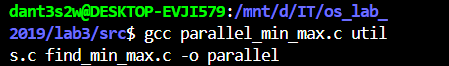 dant3s2w@DESKTOP-EVJI579:/mnt/d/IT/os_lab_
2019/lab3/src$ gcc parallel_min_max.c util
s.c find_min_max.c -o parallel